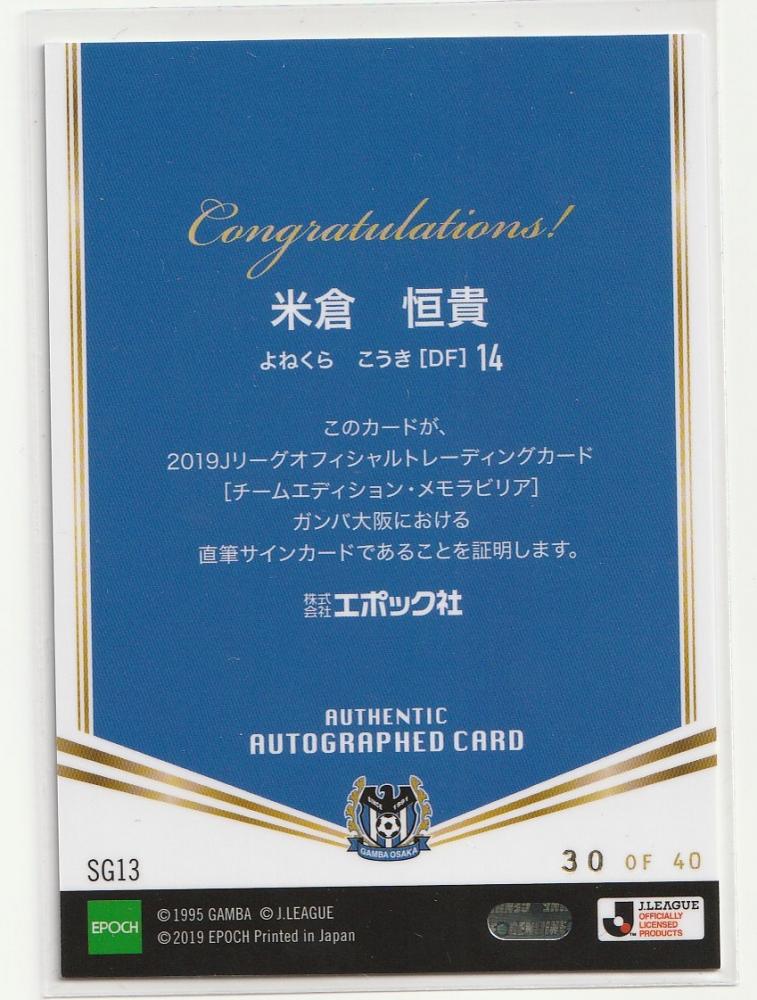 Congratulations!
米倉 恒貴
よねくら こうき [DF] 14
このカードが、
2019Jリーグオフィシャルトレーディングカード
[チームエディション・メモラビリア]
ガンバ大阪における
直筆サインカードであることを証明します。
株式会社エポック社
AUTHENTIC
AUTOGRAPHED CARD
SINCE 1991
GAMBA OSAKA
SG13
30 OF 40
EPOCH
©1995 GAMBA ©J.LEAGUE
©2019 EPOCH Printed in Japan
GENUINE
J.LEAGUE
OFFICIALLY
LICENSED
PRODUCTS